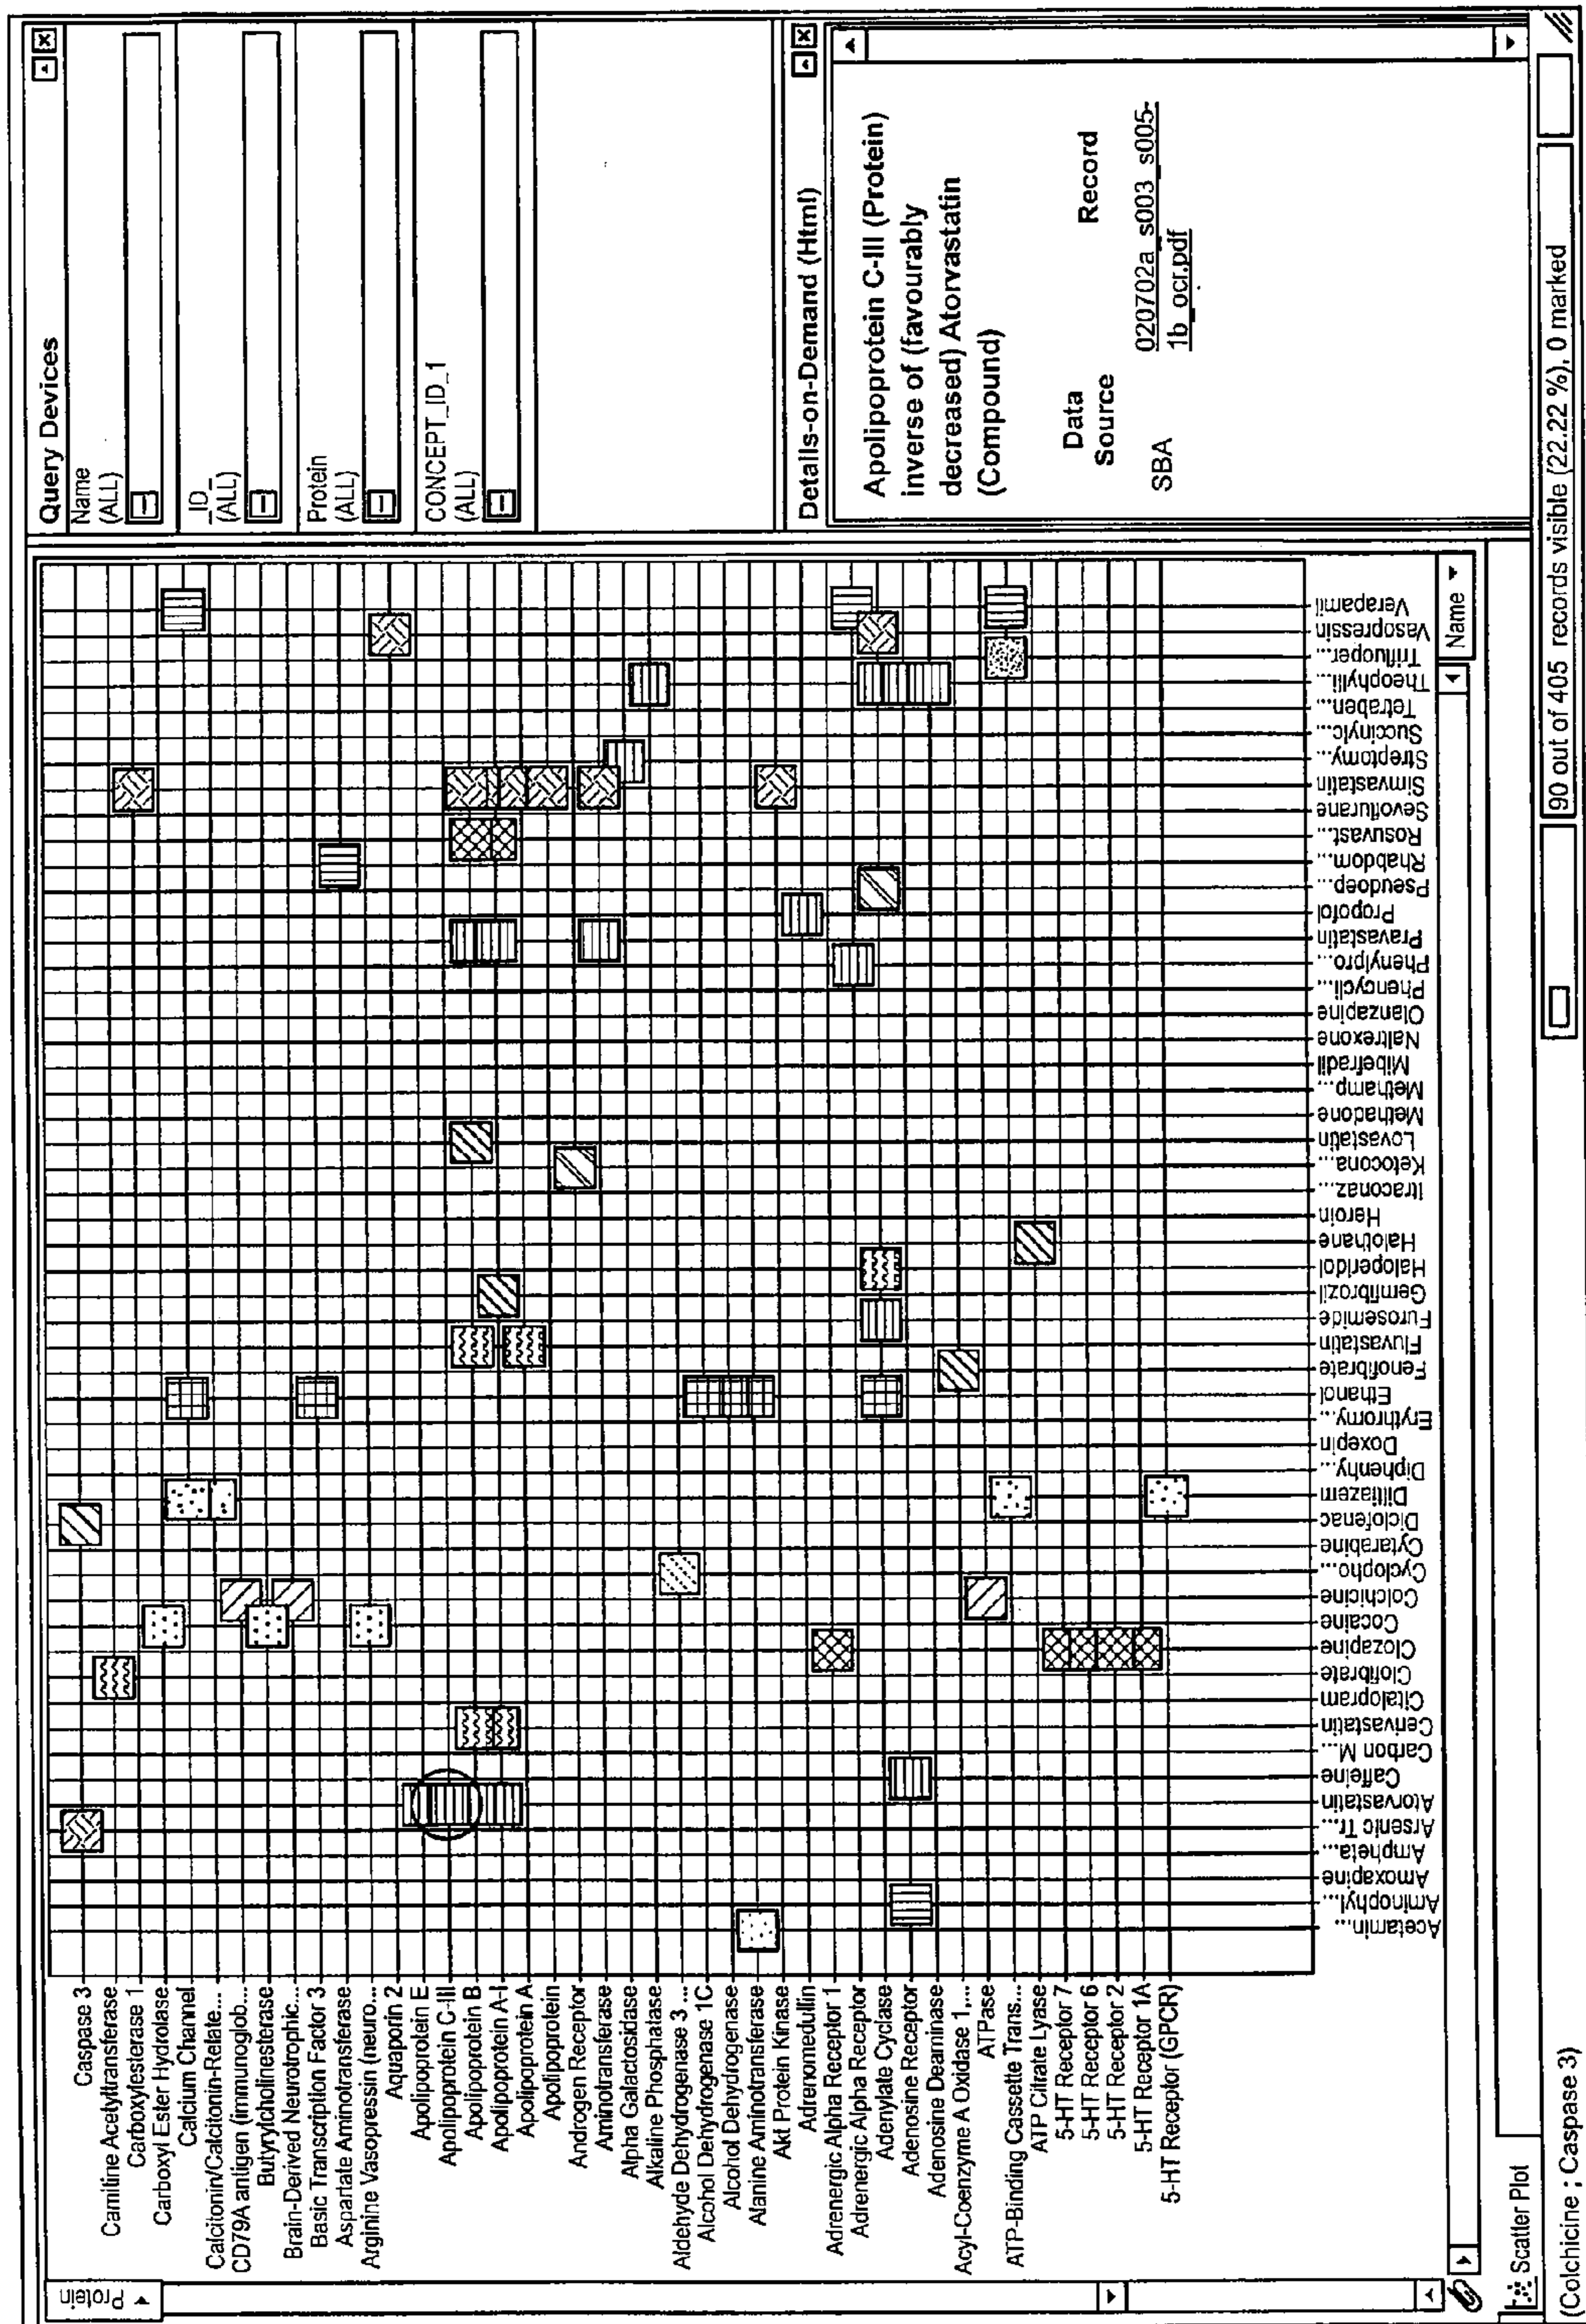 Protein
Caspase 3
Carnitine Acetyltransferase
Carboxylesterase 1
Carboxyl Ester Hydrolase
Calcium Channel
Calcitonin/Calcitonin-Relate...
CD79A antigen (immunoglob...
Butyrylcholinesterase
Brain-Derived Neurotrophic...
Basic Transcription Factor 3
Aspartate Aminotransferase
Arginine Vasopressin (neuro...
Aquaporin 2
Apolipoprotein E
Apolipoprotein C-III
Apolipoprotein B
Apolipoprotein A-I
Apolipoprotein A
Apolipoprotein
Androgen Receptor
Aminotransferase
Alpha Galactosidase
Alkaline Phosphatase
Aldehyde Dehydrogenase 3 ...
Alcohol Dehydrogenase 1C
Alcohol Dehydrogenase
Alanine Aminotransferase
Akt Protein Kinase
Adrenomedullin
Adrenergic Alpha Receptor 1
Adrenergic Alpha Receptor
Adenylate Cyclase
Adenosine Receptor
Adenosine Deaminase
Acyl-Coenzyme A Oxidase 1,...
ATPase
ATP-Binding Cassette Trans...
ATP Citrate Lyase
5-HT Receptor 7
5-HT Receptor 6
5-HT Receptor 2
5-HT Receptor 1A
5-HT Receptor (GPCR)
Acetamin...
Aminophyl...
Amoxapine
Ampheta...
Arsenic Tr...
Atorvastatin
Caffeine
Carbon M...
Cerivastatin
Citalopram
Clofibrate
Clozapine
Cocaine
Colchicine
Cyclopho...
Cytarabine
Diclofenac
Diltiazem
Diphenhy...
Doxepin
Erythromy...
Ethanol
Fenofibrate
Fluvastatin
Furosemide
Gemfibrozil
Haloperidol
Halothane
Heroin
Itraconaz...
Ketocona...
Lovastatin
Methadone
Methamp...
Mibefradil
Naltrexone
Olanzapine
Phencycli...
Phenylpro...
Pravastatin
Propofol
Pseudoep...
Rhabdom...
Rosuvast...
Sevoflurane
Simvastatin
Streptomy...
Succinylc...
Tetraben...
Theophylli...
Trifluoper...
Vasopressin
Verapamil
Name
Scatter Plot
(Colchicine ; Caspase 3)
90 out of 405 records visible (22.22 %), 0 marked
Query Devices
Name
(ALL)
_ID_
(ALL)
Protein
(ALL)
CONCEPT_ID_1
(ALL)
Details-on-Demand (Html)
Apolipoprotein C-III (Protein)
inverse of (favourably
decreased) Atorvastatin
(Compound)
Data Record
Source
SBA 020702a_s003_s005-
1b_ocr.pdf